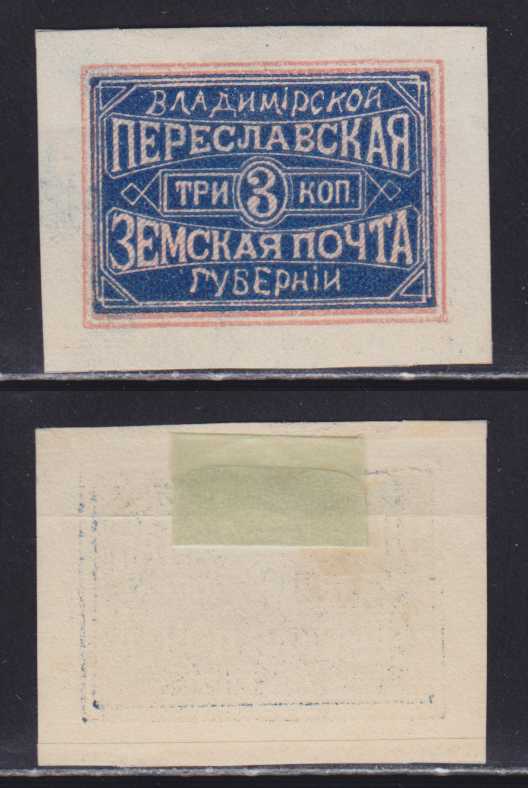 ВЛАДИМІРСКОЙ
ПЕРЕСЛАВСКАЯ
ТРИ 3 КОП
ЗЕМСКАЯ ПОЧТА
ГУБЕРНІИ